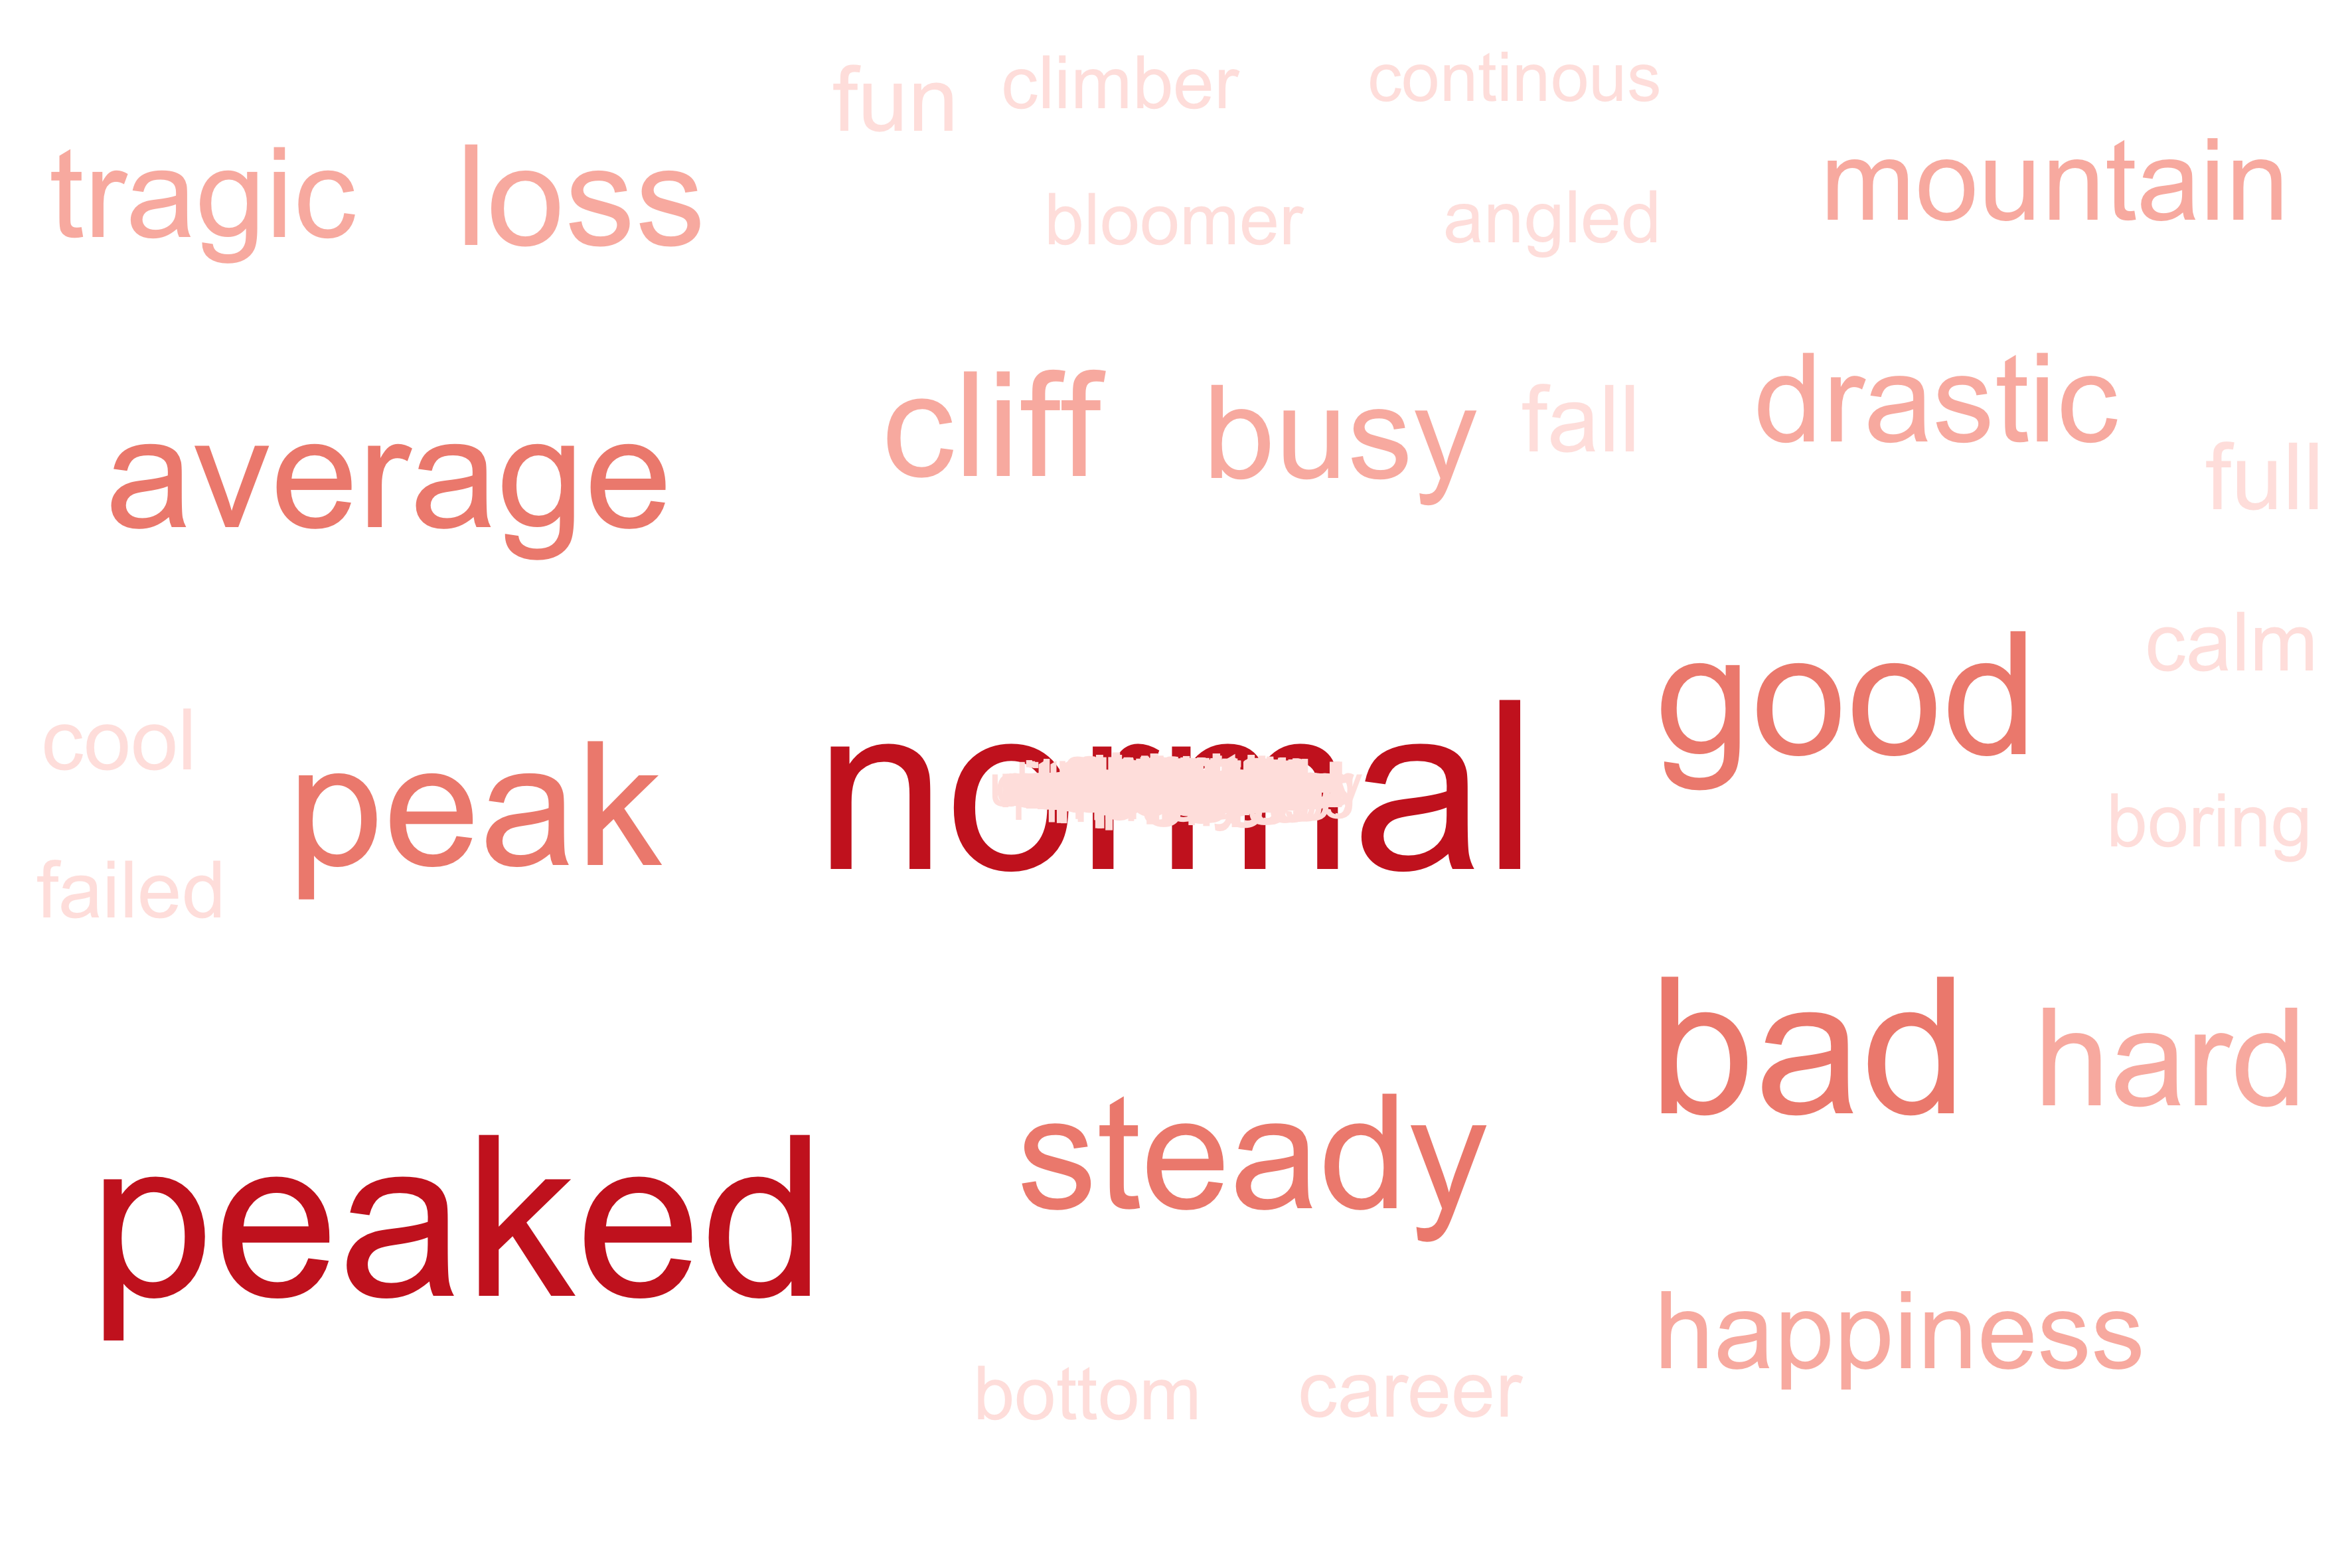 fun climber continous
tragic loss bloomer angled mountain
average cliff busy fall drastic full
good calm
cool peak normal boring
failed
bad hard
peaked steady
happiness
bottom career